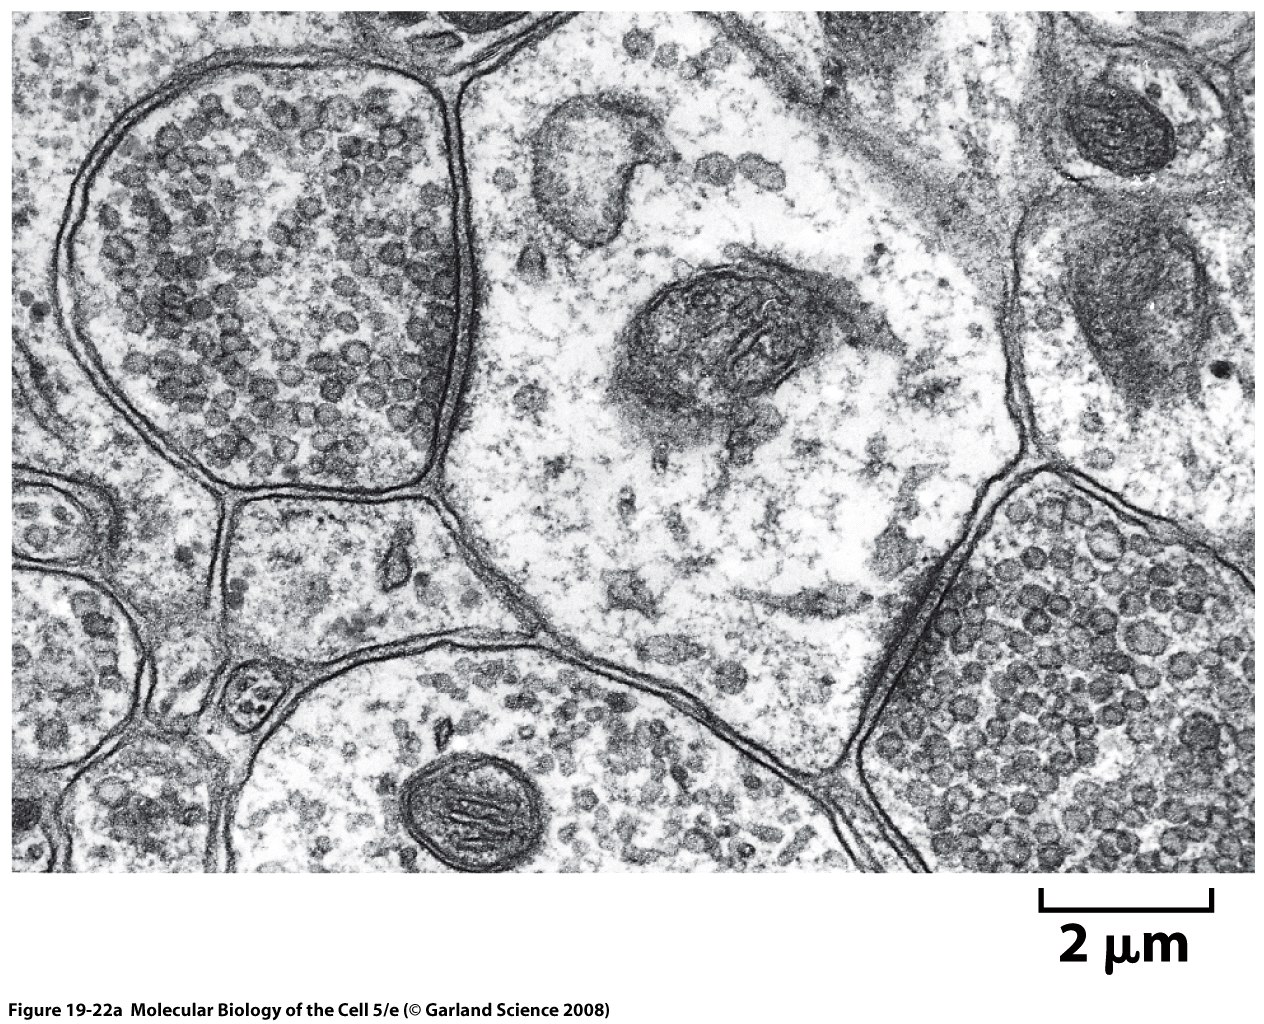 2 μm
Figure 19-22a Molecular Biology of the Cell 5/e (© Garland Science 2008)